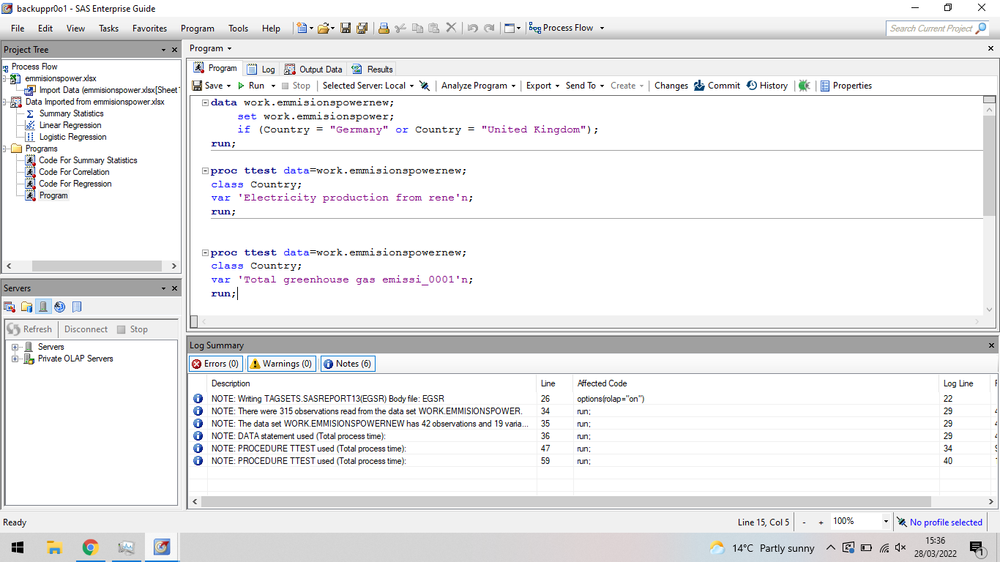 backuppr0o1 - SAS Enterprise Guide
File Edit View Tasks Favorites Program Tools Help Process Flow Search Current Project
Project Tree
Process Flow
emmisionspower.xlsx
Import Data (emmisionspower.xlsx[Sheet
Data Imported from emmisionspower.xlsx
Summary Statistics
Linear Regression
Logistic Regression
Programs
Code For Summary Statistics
Code For Correlation
Code For Regression
Program
Servers
Refresh Disconnect Stop
Servers
Private OLAP Servers
Program
Program Log Output Data Results
Save Run Stop Selected Server: Local Analyze Program Export Send To Create Changes Commit History Properties
data work.emmisionspowernew;
set work.emmisionspower;
if (Country = "Germany" or Country = "United Kingdom");
run;
proc ttest data=work.emmisionspowernew;
class Country;
var 'Electricity production from rene'n;
run;
proc ttest data=work.emmisionspowernew;
class Country;
var 'Total greenhouse gas emissi_0001'n;
run;
Log Summary
Errors (0) Warnings (0) Notes (6)
Description Line Affected Code Log Line
NOTE: Writing TAGSETS.SASREPORT13(EGSR) Body file: EGSR 26 options(rolap="on") 22
NOTE: There were 315 observations read from the data set WORK.EMMISIONSPOWER. 34 run; 29
NOTE: The data set WORK.EMMISIONSPOWERNEW has 42 observations and 19 varia... 35 run; 29
NOTE: DATA statement used (Total process time): 36 run; 29
NOTE: PROCEDURE TTEST used (Total process time): 47 run; 34
NOTE: PROCEDURE TTEST used (Total process time): 59 run; 40
Ready Line 15, Col 5 - + 100% No profile selected
14°C Partly sunny 15:36
28/03/2022 1